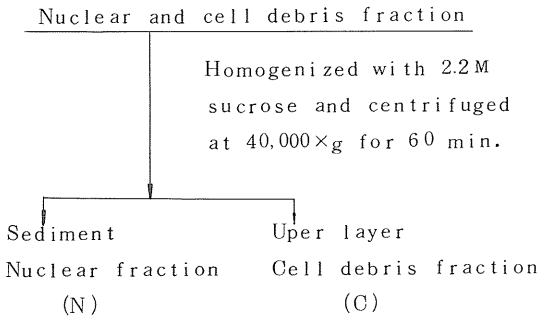 Nuclear and cell debris fraction
Homogenized with 2.2M
sucrose and centrifuged
at 40,000×g for 60 min.
Sediment
Nuclear fraction
(N)
Uper layer
Cell debris fraction
(C)